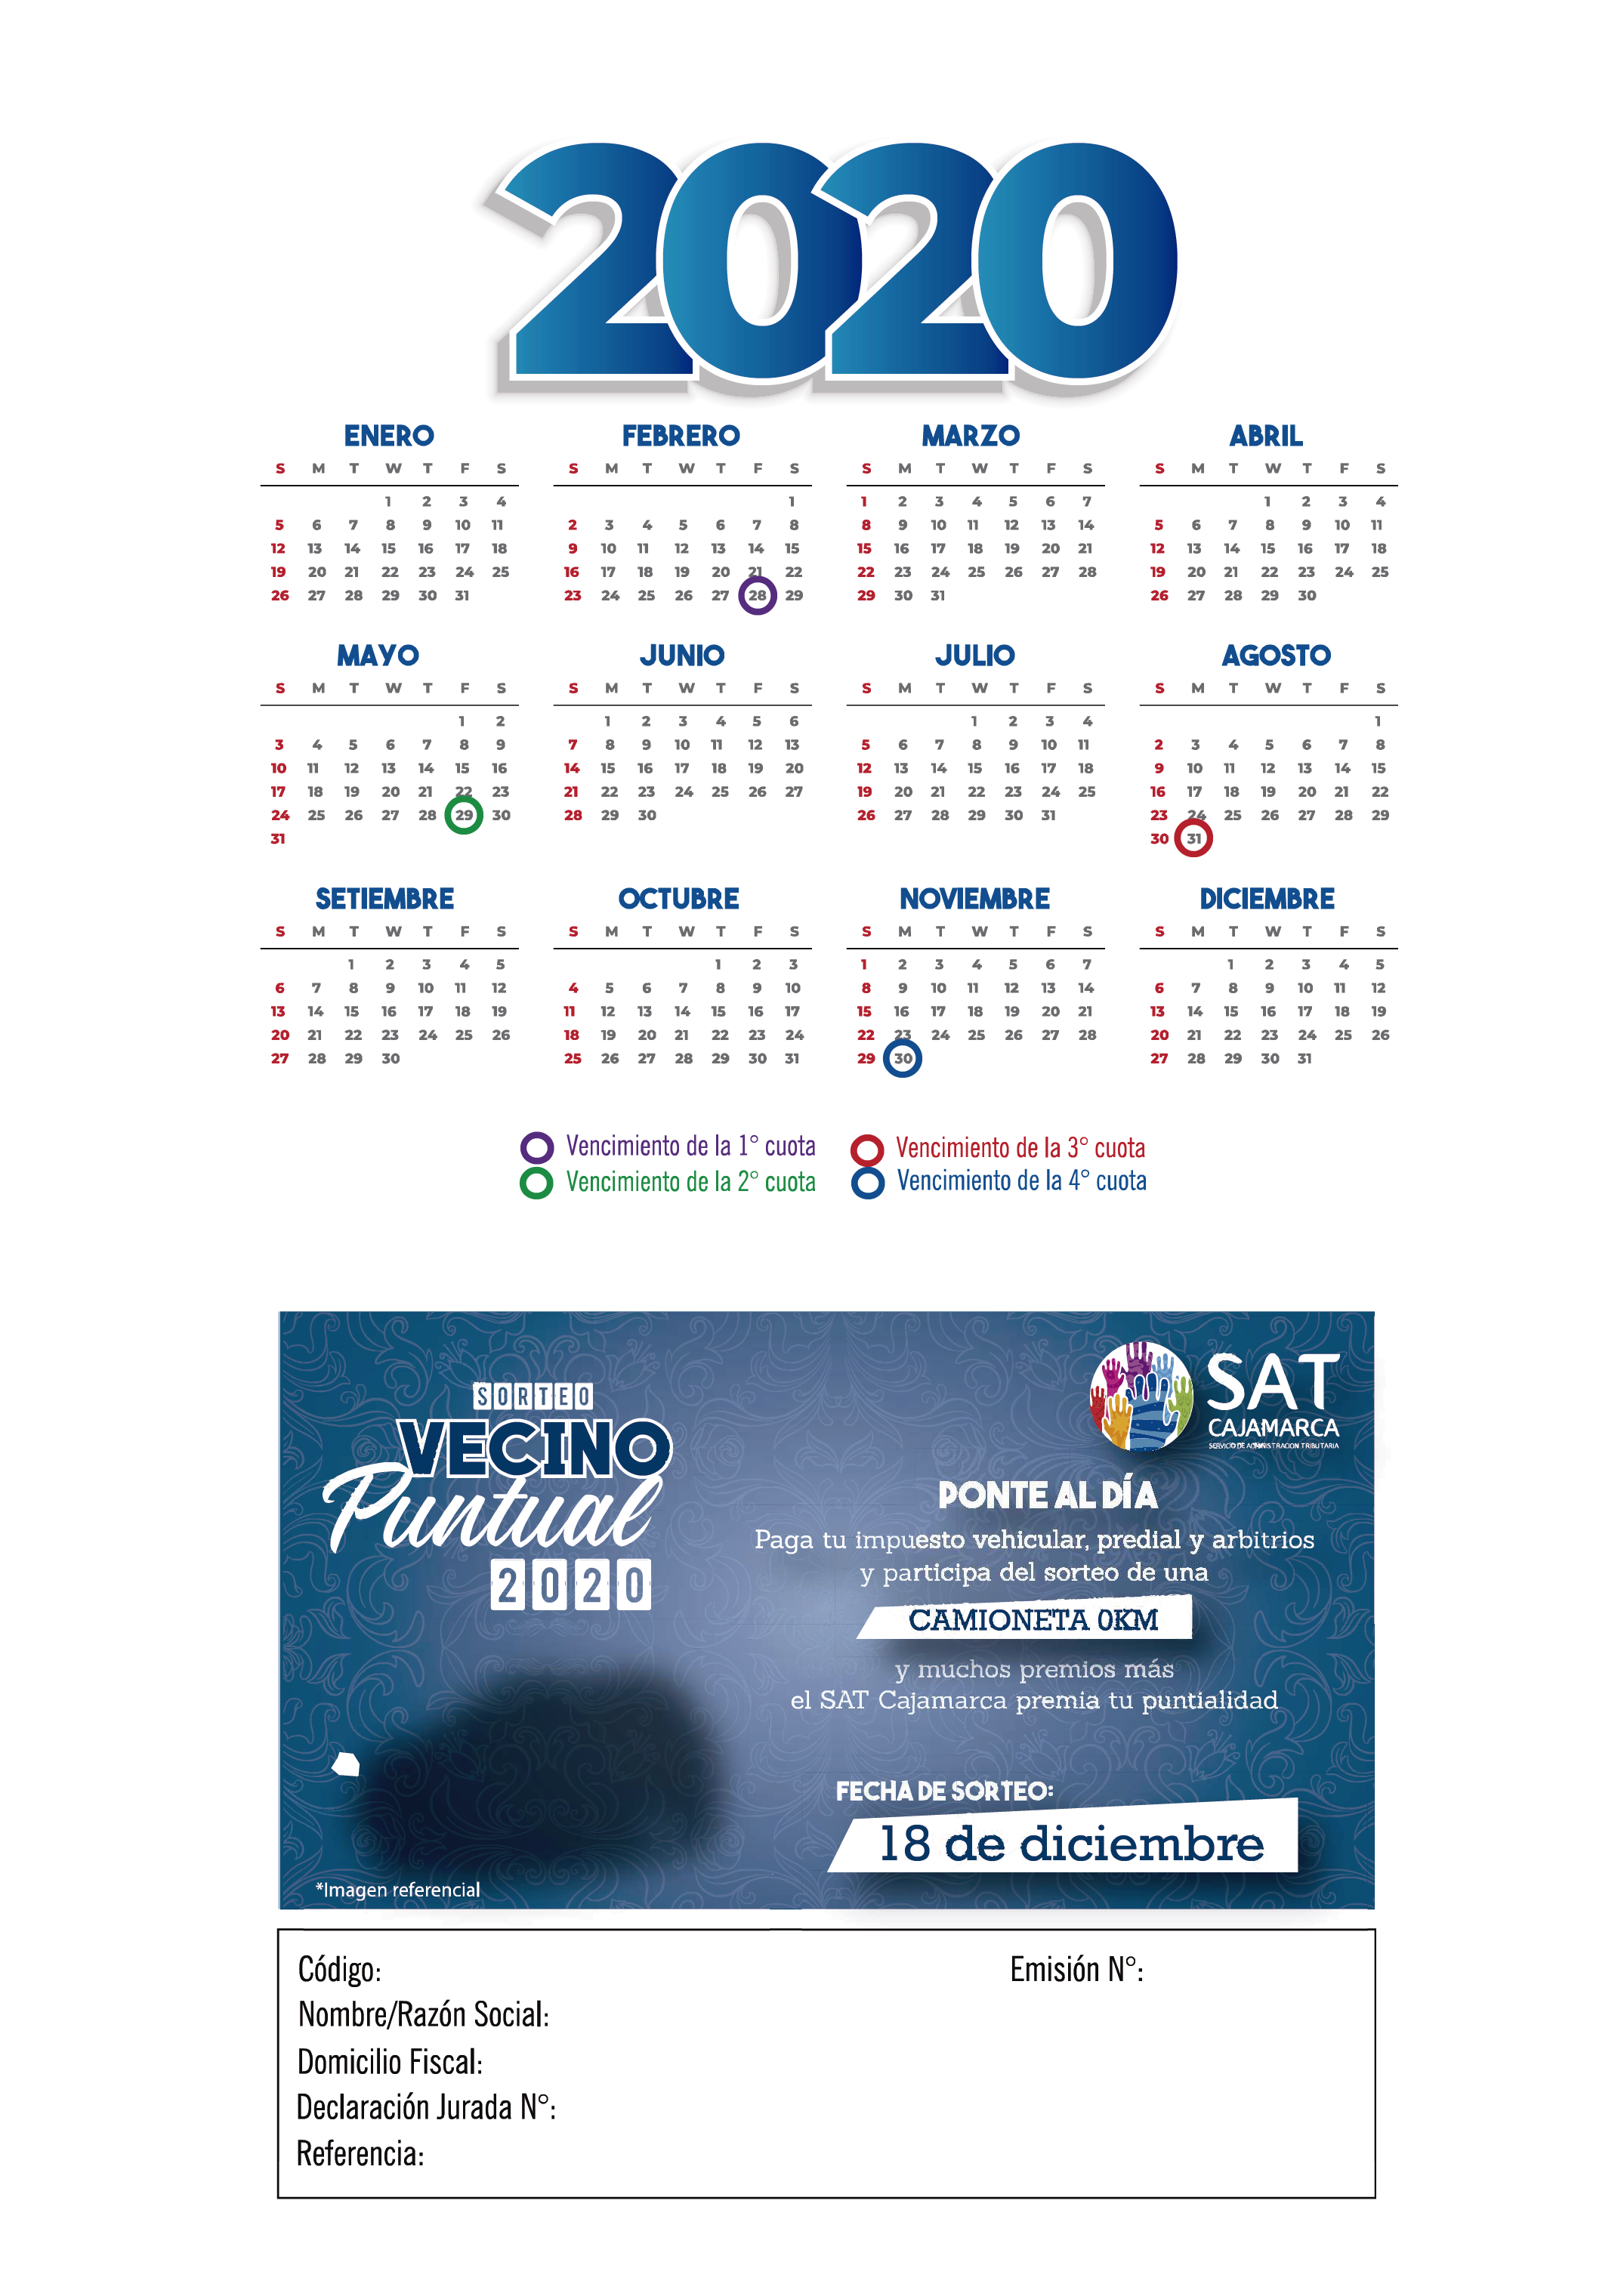 2020
ENERO FEBRERO MARZO ABRIL
S M T W T F S S M T W T F S S M T W T F S S M T W T F S
1 2 3 4 1 1 2 3 4 5 6 7 1 2 3 4
5 6 7 8 9 10 11 2 3 4 5 6 7 8 8 9 10 11 12 13 14 5 6 7 8 9 10 11
12 13 14 15 16 17 18 9 10 11 12 13 14 15 15 16 17 18 19 20 21 12 13 14 15 16 17 18
19 20 21 22 23 24 25 16 17 18 19 20 21 22 22 23 24 25 26 27 28 19 20 21 22 23 24 25
26 27 28 29 30 31 23 24 25 26 27 28 29 29 30 31 26 27 28 29 30
MAYO JUNIO JULIO AGOSTO
S M T W T F S S M T W T F S S M T W T F S S M T W T F S
1 2 1 2 3 4 5 6 1 2 3 4 1
3 4 5 6 7 8 9 7 8 9 10 11 12 13 5 6 7 8 9 10 11 2 3 4 5 6 7 8
10 11 12 13 14 15 16 14 15 16 17 18 19 20 12 13 14 15 16 17 18 9 10 11 12 13 14 15
17 18 19 20 21 22 23 21 22 23 24 25 26 27 19 20 21 22 23 24 25 16 17 18 19 20 21 22
24 25 26 27 28 29 30 28 29 30 26 27 28 29 30 31 23 24 25 26 27 28 29
31 30 31
SETIEMBRE OCTUBRE NOVIEMBRE DICIEMBRE
S M T W T F S S M T W T F S S M T W T F S S M T W T F S
1 2 3 4 5 1 2 3 1 2 3 4 5 6 7 1 2 3 4 5
6 7 8 9 10 11 12 4 5 6 7 8 9 10 8 9 10 11 12 13 14 6 7 8 9 10 11 12
13 14 15 16 17 18 19 11 12 13 14 15 16 17 15 16 17 18 19 20 21 13 14 15 16 17 18 19
20 21 22 23 24 25 26 18 19 20 21 22 23 24 22 23 24 25 26 27 28 20 21 22 23 24 25 26
27 28 29 30 25 26 27 28 29 30 31 29 30 27 28 29 30 31
Vencimiento de la 1° cuota Vencimiento de la 3° cuota
Vencimiento de la 2° cuota Vencimiento de la 4° cuota
SORTEO
VECINO
Puntual
2020
SAT
CAJAMARCA
SERVICIO DE ADMINISTRACION TRIBUTARIA
PONTE AL DÍA
Paga tu impuesto vehicular, predial y arbitrios
y participa del sorteo de una
CAMIONETA 0KM
y muchos premios más
el SAT Cajamarca premia tu puntialidad
FECHA DE SORTEO:
18 de diciembre
*Imagen referencial
Código: Emisión N°:
Nombre/Razón Social:
Domicilio Fiscal:
Declaración Jurada N°:
Referencia: